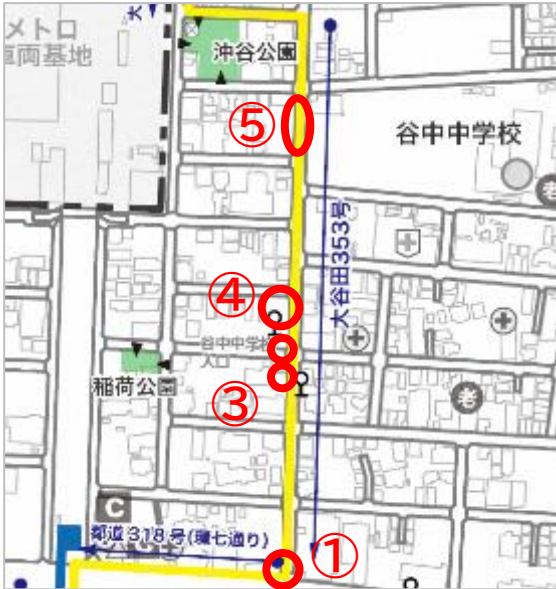 メトロ
車両基地
沖谷公園
⑤
谷中中学校
大谷田353号
④
谷中中学校
入口
稲荷公園
老
③
C
都道318号(環七通り)
①